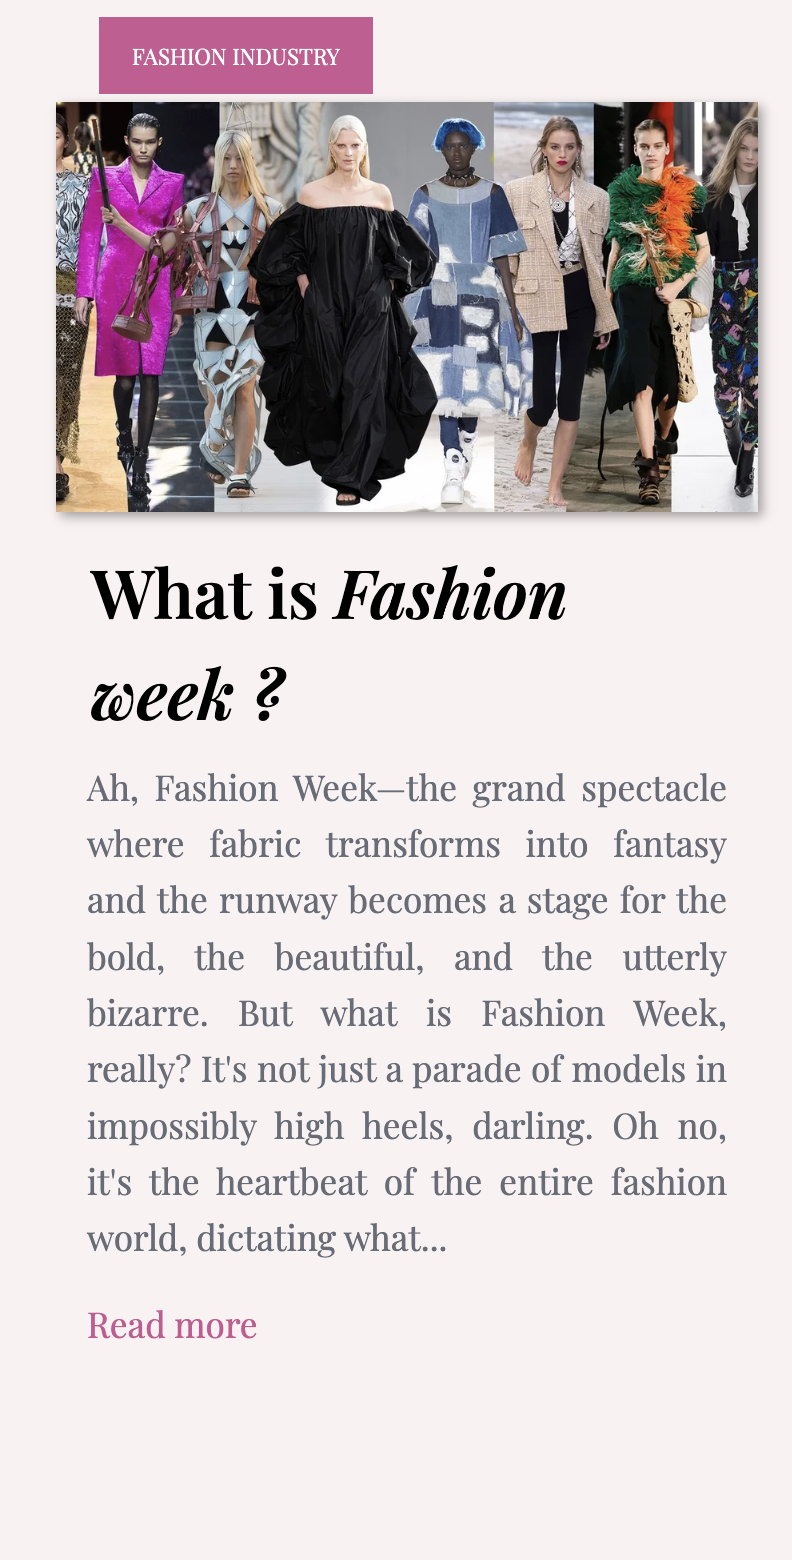 FASHION INDUSTRY
What is Fashion
week ?
Ah, Fashion Week—the grand spectacle
where fabric transforms into fantasy
and the runway becomes a stage for the
bold, the beautiful, and the utterly
bizarre. But what is Fashion Week,
really? It's not just a parade of models in
impossibly high heels, darling. Oh no,
it's the heartbeat of the entire fashion
world, dictating what...
Read more